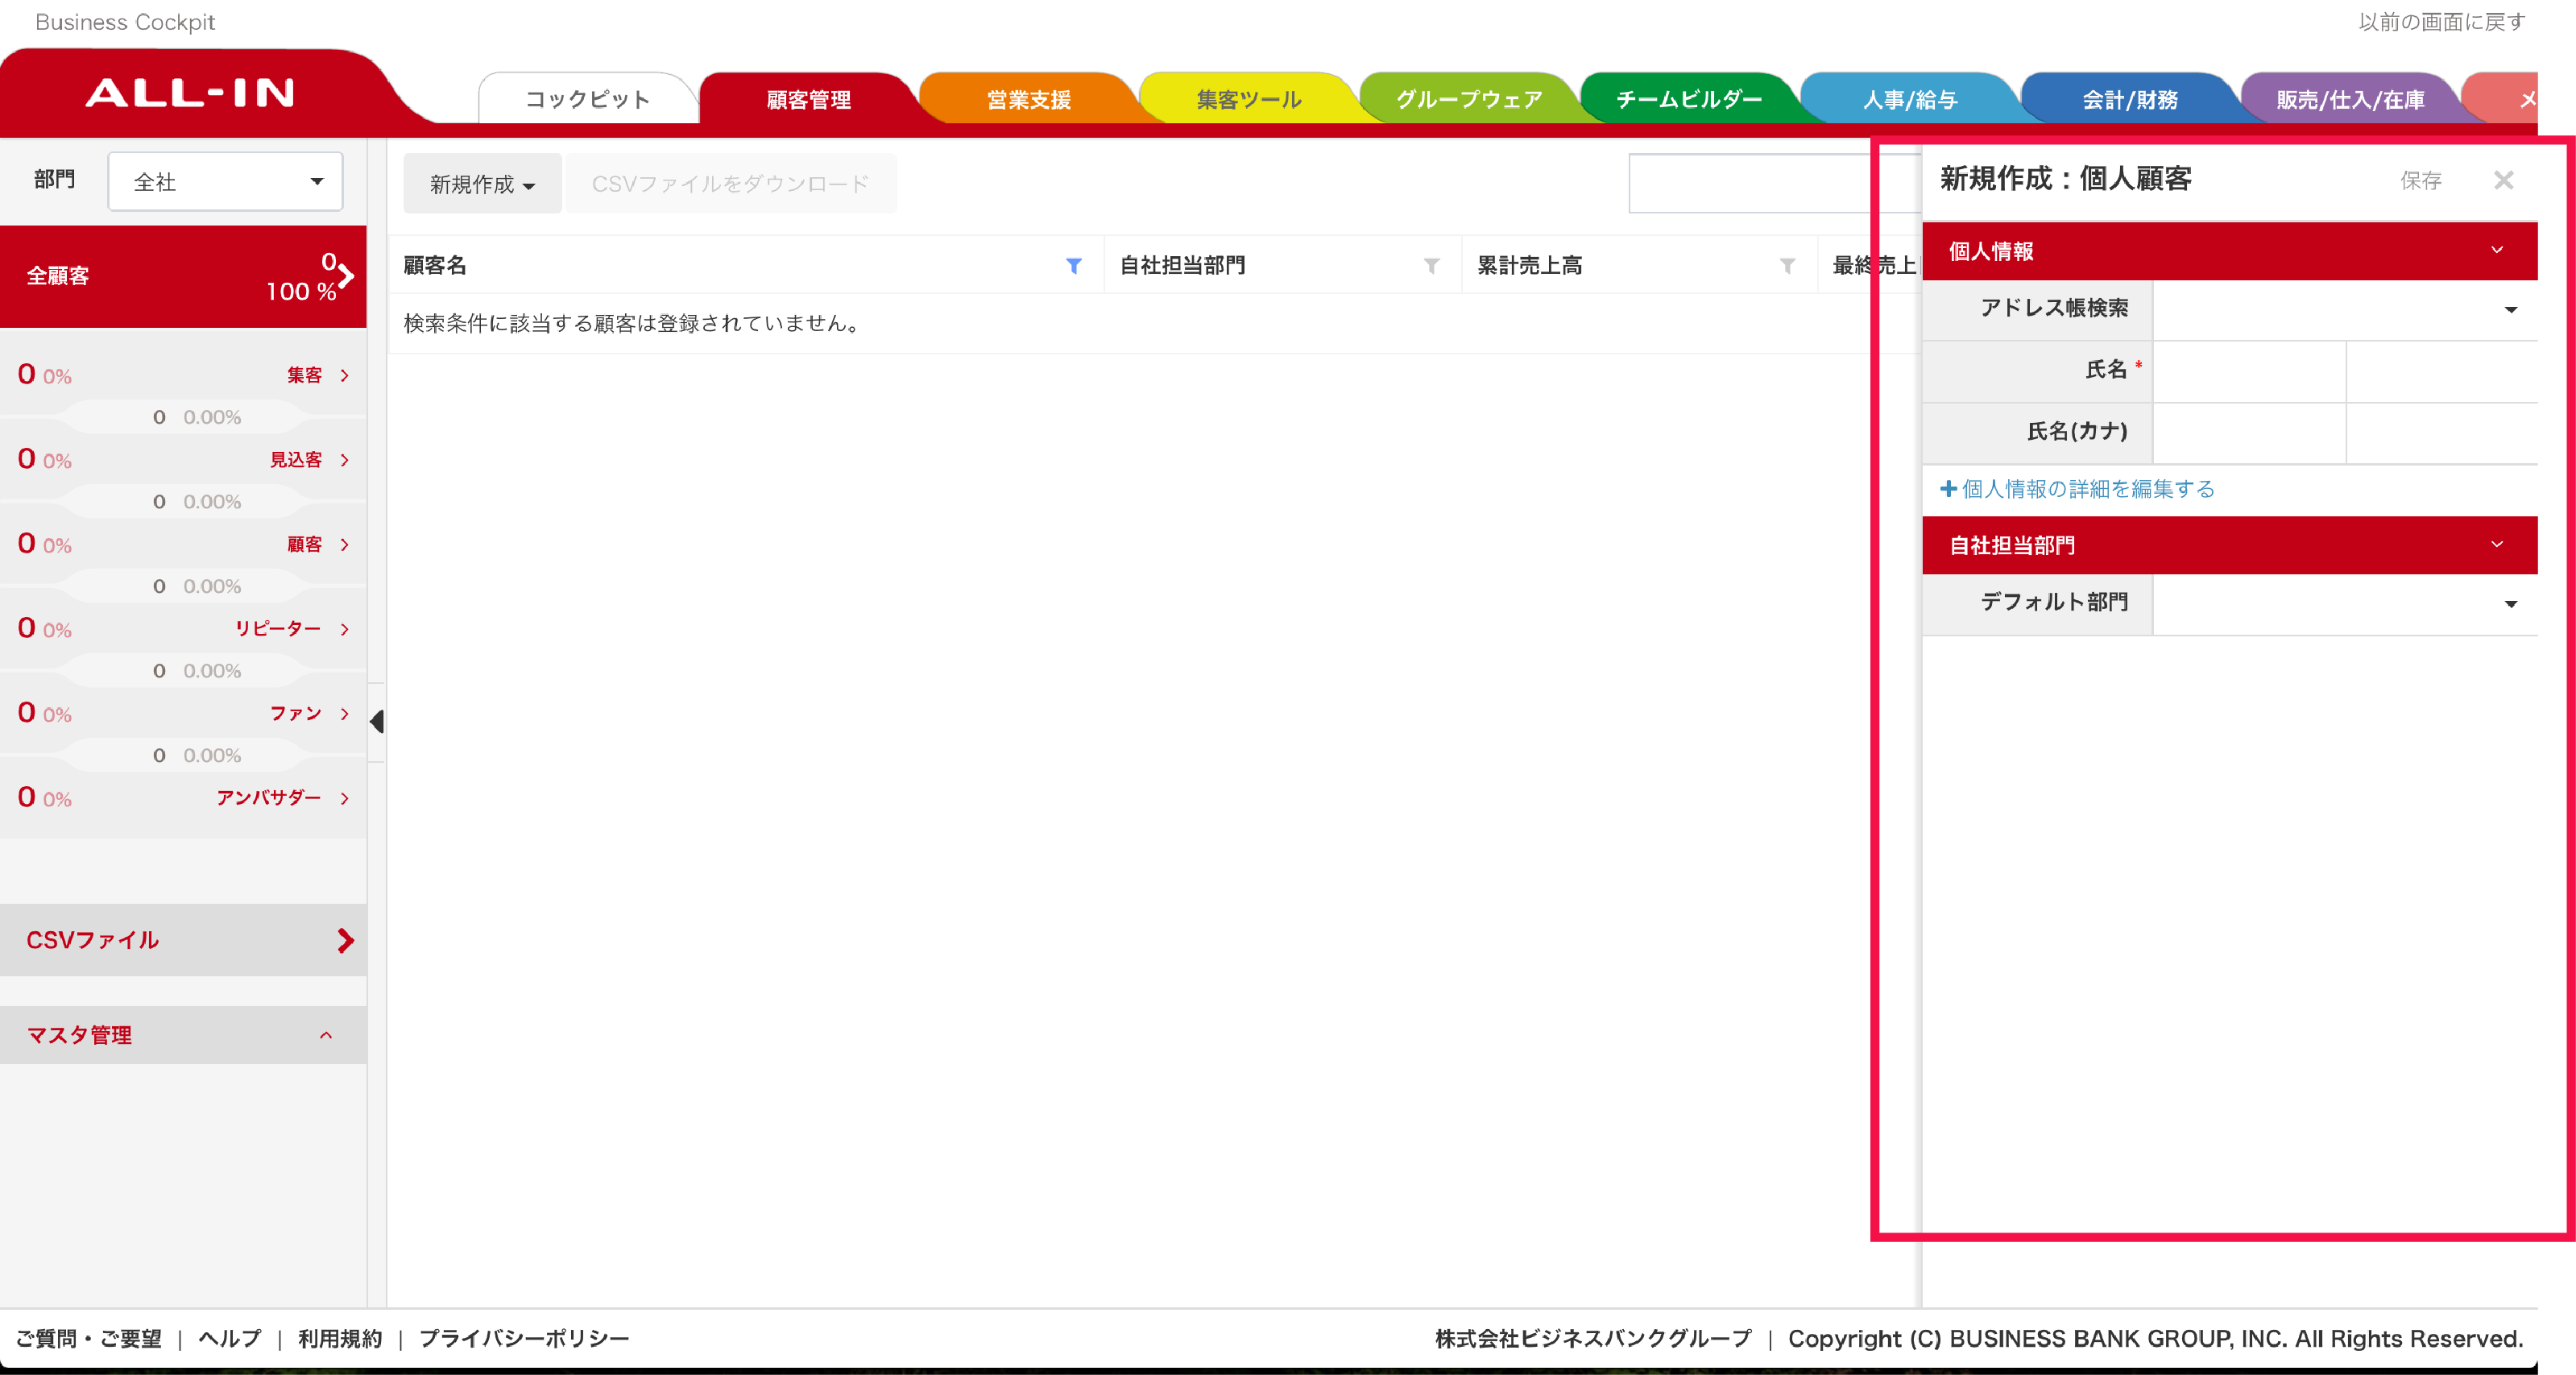 Business Cockpit
以前の画面に戻す
ALL-IN
コックピット
顧客管理
営業支援
集客ツール
グループウェア
チームビルダー
人事/給与
会計/財務
販売/仕入/在庫
メ
部門
全社
全顧客
0
100 %
0 0% 集客
0 0.00%
0 0% 見込客
0 0.00%
0 0% 顧客
0 0.00%
0 0% リピーター
0 0.00%
0 0% ファン
0 0.00%
0 0% アンバサダー
CSVファイル
マスタ管理
新規作成
CSVファイルをダウンロード
顧客名
自社担当部門
累計売上高
最終売上
検索条件に該当する顧客は登録されていません。
新規作成：個人顧客
保存
個人情報
アドレス帳検索
氏名 *
氏名(カナ)
+個人情報の詳細を編集する
自社担当部門
デフォルト部門
ご質問・ご要望 | ヘルプ | 利用規約 | プライバシーポリシー
株式会社ビジネスバンクグループ | Copyright (C) BUSINESS BANK GROUP, INC. All Rights Reserved.